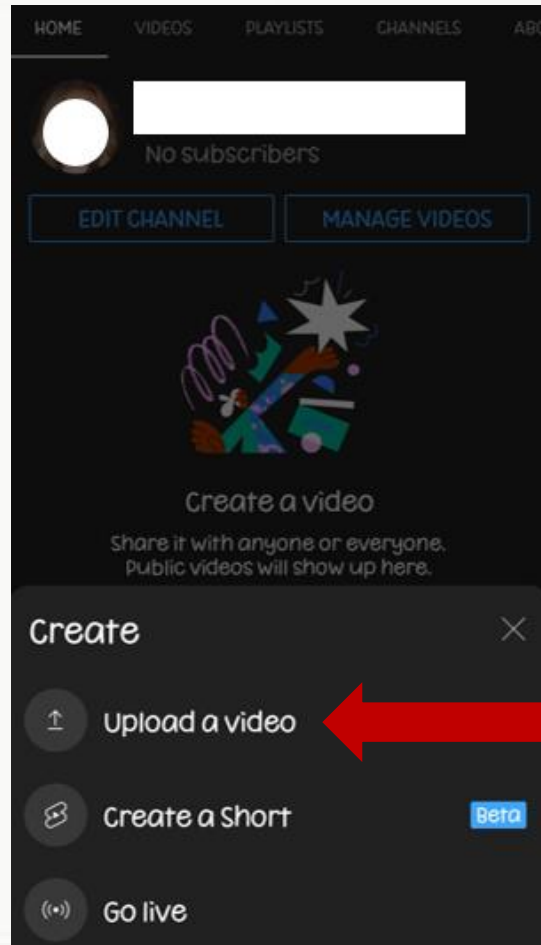 HOME VIDEOS PLAYLISTS CHANNELS ABO
No subscribers
EDIT CHANNEL MANAGE VIDEOS
Create a video
Share it with anyone or everyone.
Public videos will show up here.
Create
Upload a video
Create a Short Beta
Go live